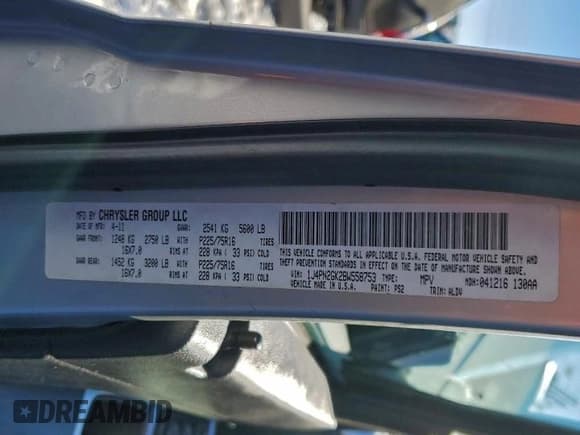 MFD BY CHRYSLER GROUP LLC
DATE OF MFR: 4-11 GVWR: 2541 KG 5600 LB
GAWR FRONT: 1248 KG 2750 LB WITH P225/75R16 TIRES
16X7.0 RIMS AT 228 KPA ( 33 PSI) COLD
GAWR REAR: 1452 KG 3200 LB WITH P225/75R16 TIRES
16X7.0 RIMS AT 228 KPA ( 33 PSI) COLD
THIS VEHICLE CONFORMS TO ALL APPLICABLE U.S.A. FEDERAL MOTOR VEHICLE SAFETY AND
THEFT PREVENTION STANDARDS IN EFFECT ON THE DATE OF MANUFACTURE SHOWN ABOVE.
VIN: 1J4PN2GK2BW558753 TYPE: MPV MDH: 041216 130AA
VEHICLE MADE IN U.S.A. PAINT: PS2 TRIM: ALDV
DREAMBID